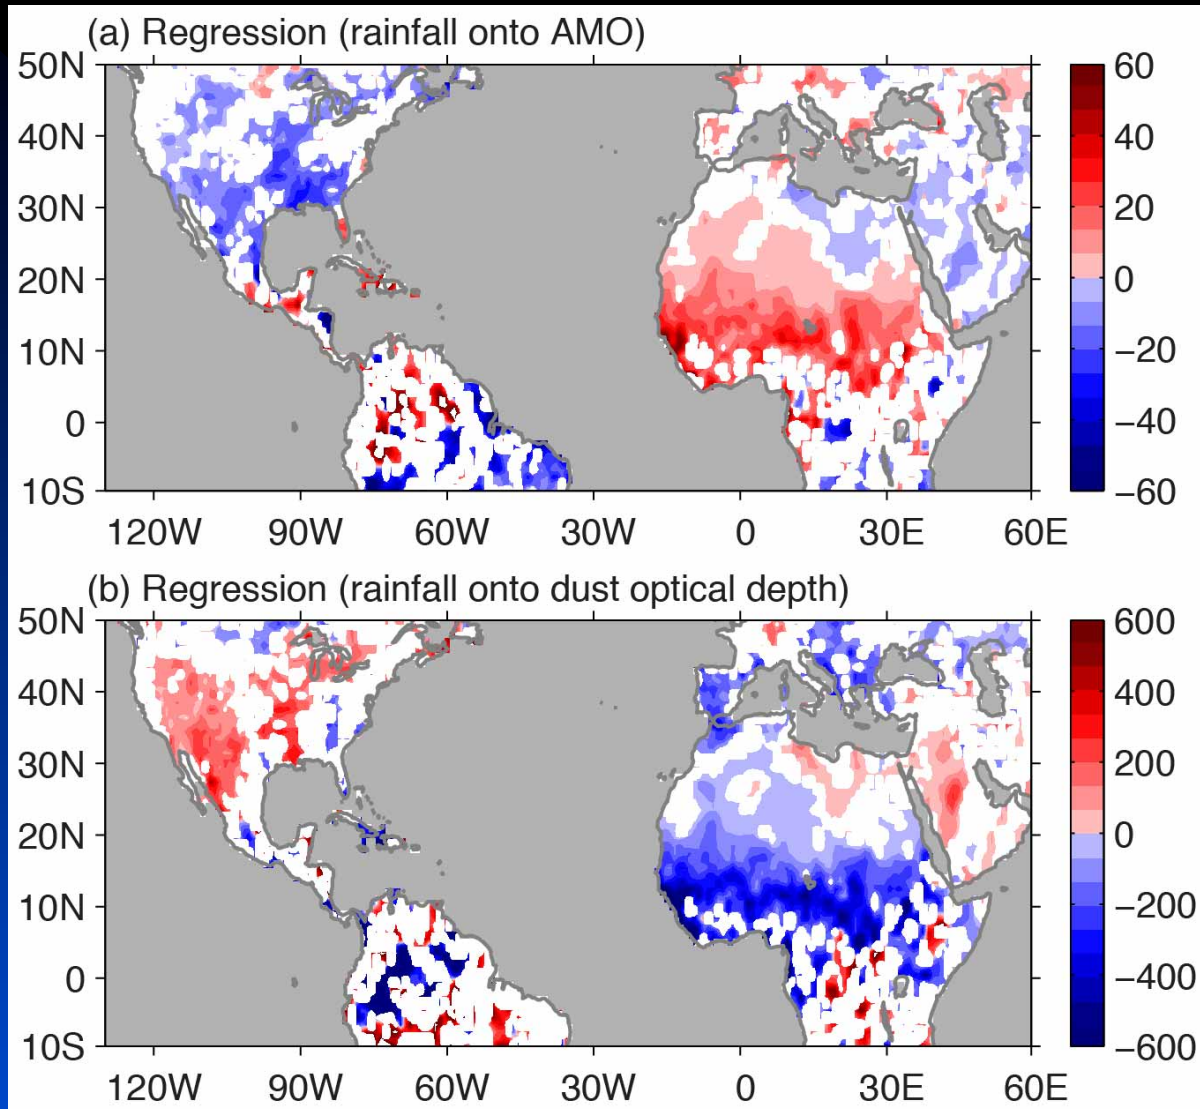 (a) Regression (rainfall onto AMO)
50N
40N
30N
20N
10N
0
10S
120W 90W 60W 30W 0 30E 60E
60
40
20
0
−20
−40
−60
(b) Regression (rainfall onto dust optical depth)
50N
40N
30N
20N
10N
0
10S
120W 90W 60W 30W 0 30E 60E
600
400
200
0
−200
−400
−600